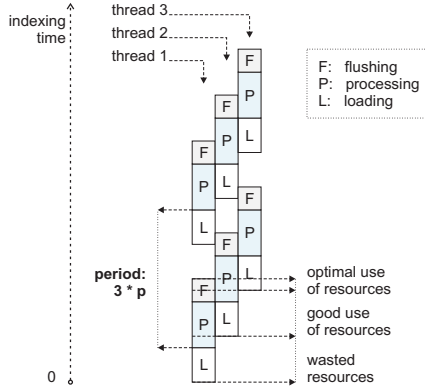 thread 3
indexing
time
thread 2
thread 1
F: flushing
P: processing
L: loading
F
P
F
P
L
F
P
L
F
P
L
F
P
L
F
P
L
period:
3 * p
optimal use
of resources
good use
of resources
wasted
resources
0